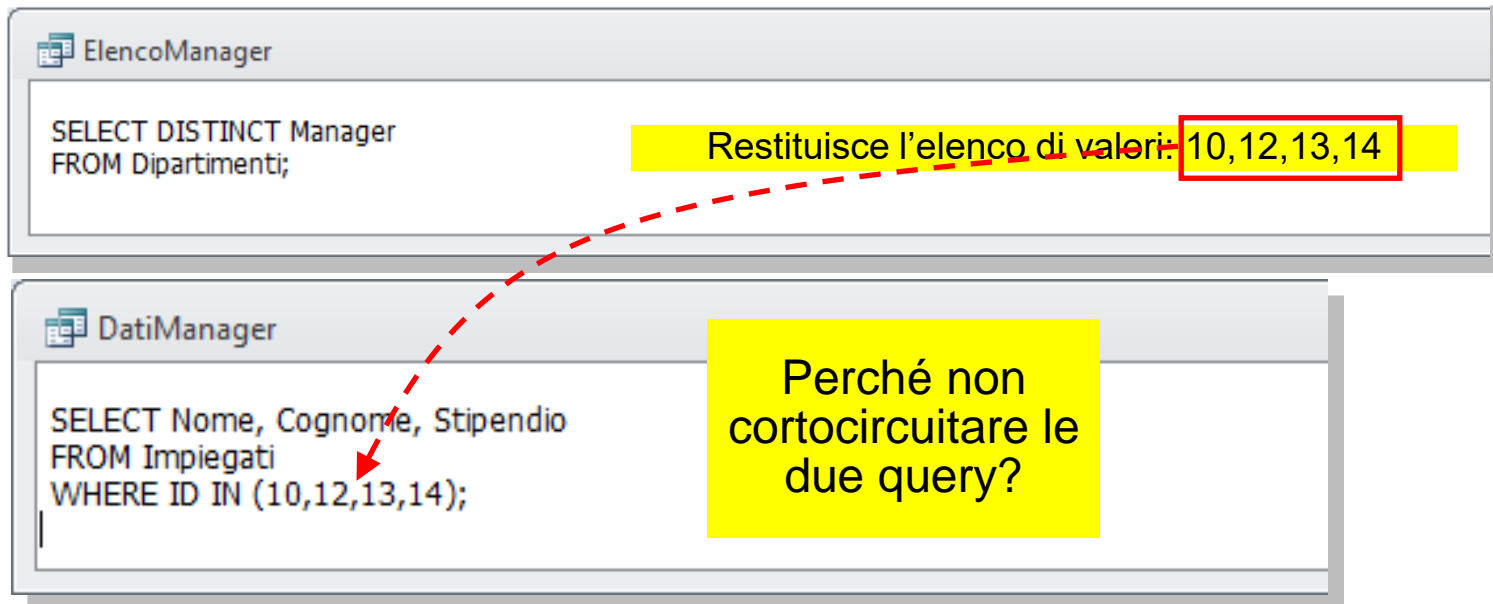 ElencoManager
SELECT DISTINCT Manager
FROM Dipartimenti;
Restituisce l’elenco di valori: 10,12,13,14
DatiManager
SELECT Nome, Cognome, Stipendio
FROM Impiegati
WHERE ID IN (10,12,13,14);
Perché non
cortocircuitare le
due query?